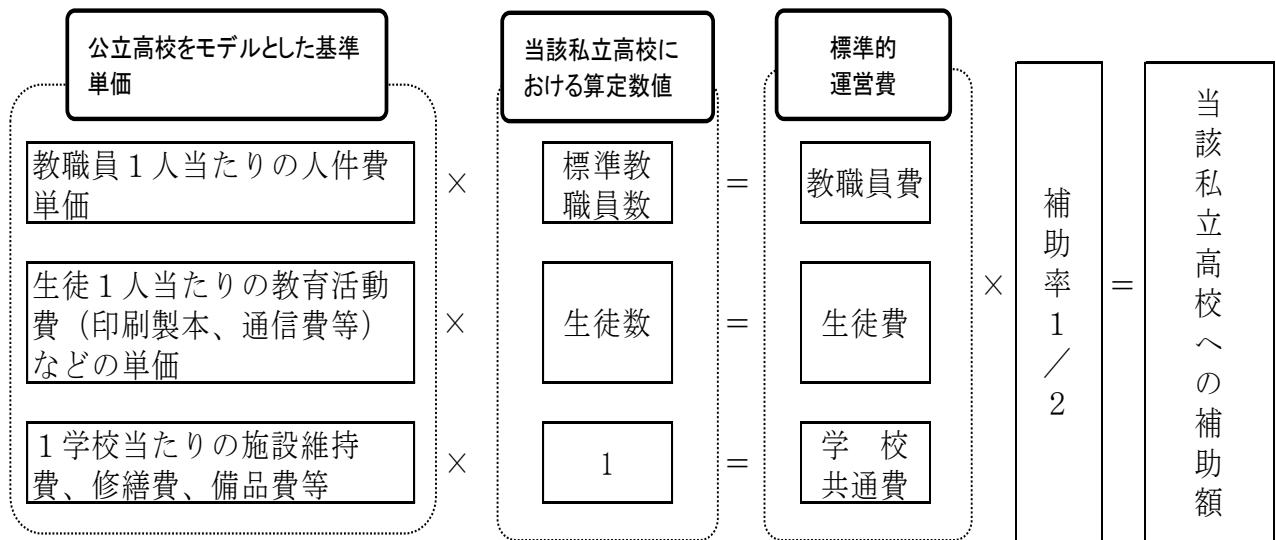 公立高校をモデルとした基準
単価
当該私立高校に
おける算定数値
標準的
運営費
教職員1人当たりの人件費
単価
×
標準教
職員数
=
教職員費
生徒1人当たりの教育活動
費(印刷製本、通信費等)
などの単価
×
生徒数
=
生徒費
1学校当たりの施設維持
費、修繕費、備品費等
×
1
=
学 校
共通費
×
補助率1/2
=
当該私立高校への補助額